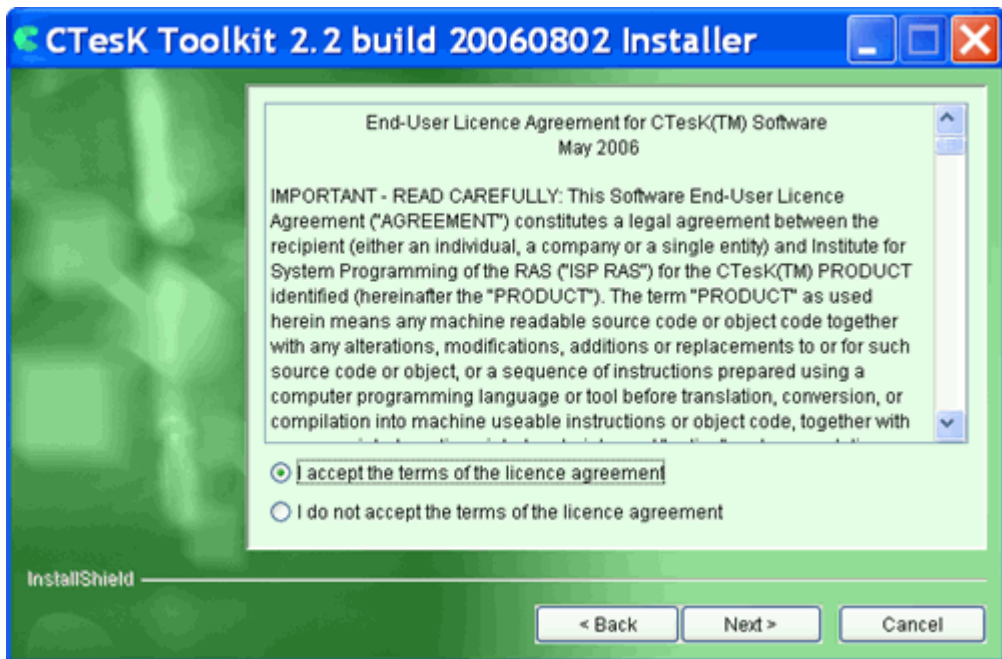 CTesK Toolkit 2.2 build 20060802 Installer
End-User Licence Agreement for CTesK(TM) Software
May 2006
IMPORTANT - READ CAREFULLY: This Software End-User Licence
Agreement ("AGREEMENT") constitutes a legal agreement between the
recipient (either an individual, a company or a single entity) and Institute for
System Programming of the RAS ("ISP RAS") for the CTesK(TM) PRODUCT
identified (hereinafter the "PRODUCT"). The term "PRODUCT" as used
herein means any machine readable source code or object code together
with any alterations, modifications, additions or replacements to or for such
source code or object, or a sequence of instructions prepared using a
computer programming language or tool before translation, conversion, or
compilation into machine useable instructions or object code, together with
I accept the terms of the licence agreement
I do not accept the terms of the licence agreement
InstallShield
< Back
Next >
Cancel